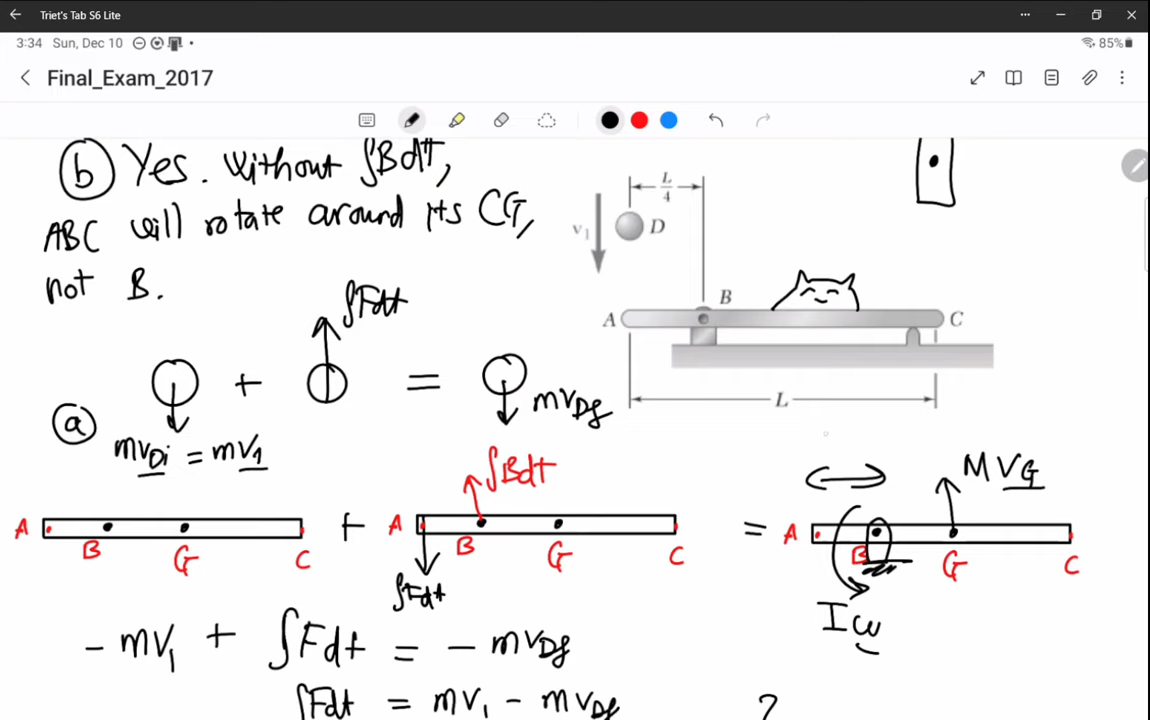 Triet's Tab S6 Lite
3:34 Sun, Dec 10
85%
Final_Exam_2017
b Yes. Without ∫Bdt,
ABC will rotate around its CG,
not B.
L/4
v1 D
B
A C
L
∫Fdt
a + = mVDf
mVDi = mV1
∫Bdt
MVG
A B G C + A B G C = A B G C
∫Fdt
Iω
- mV1 + ∫Fdt = - mVDf
∫Fdt = mV1 - mVDf
?